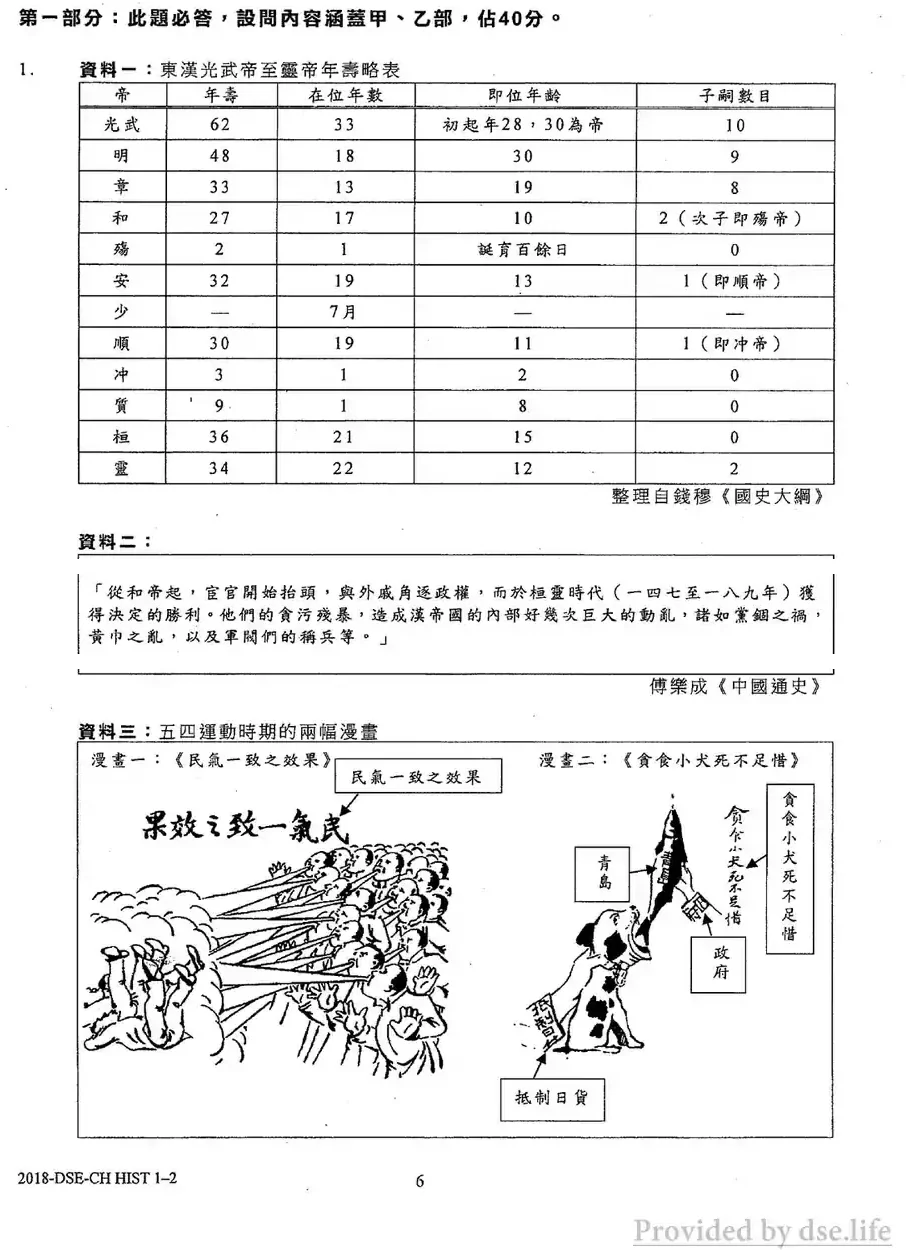 第一部分：此題必答，設問內容涵蓋甲、乙部，佔40分。
1. 資料一：東漢光武帝至靈帝年壽略表
帝 年壽 在位年數 即位年齡 子嗣數目
光武 62 33 初起年28，30為帝 10
明 48 18 30 9
章 33 13 19 8
和 27 17 10 2（次子即殤帝）
殤 2 1 誕育百餘日 0
安 32 19 13 1（即順帝）
少 — 7月 — —
順 30 19 11 1（即冲帝）
冲 3 1 2 0
質 9 1 8 0
桓 36 21 15 0
靈 34 22 12 2
整理自錢穆《國史大綱》
資料二：
「從和帝起，宦官開始抬頭，與外戚角逐政權，而於桓靈時代（一四七至一八九年）獲
得決定的勝利。他們的貪污殘暴，造成漢帝國的內部好幾次巨大的動亂，諸如黨錮之禍，
黃巾之亂，以及軍閥們的稱兵等。」
傅樂成《中國通史》
資料三：五四運動時期的兩幅漫畫
漫畫一：《民氣一致之效果》
民氣一致之效果
果效之致一氣民
漫畫二：《貪食小犬死不足惜》
貪食小犬死不足惜
貪食小犬死不足惜
青島
青島
政府
抵制日貨
2018-DSE-CH HIST 1–2
6
Provided by dse.life